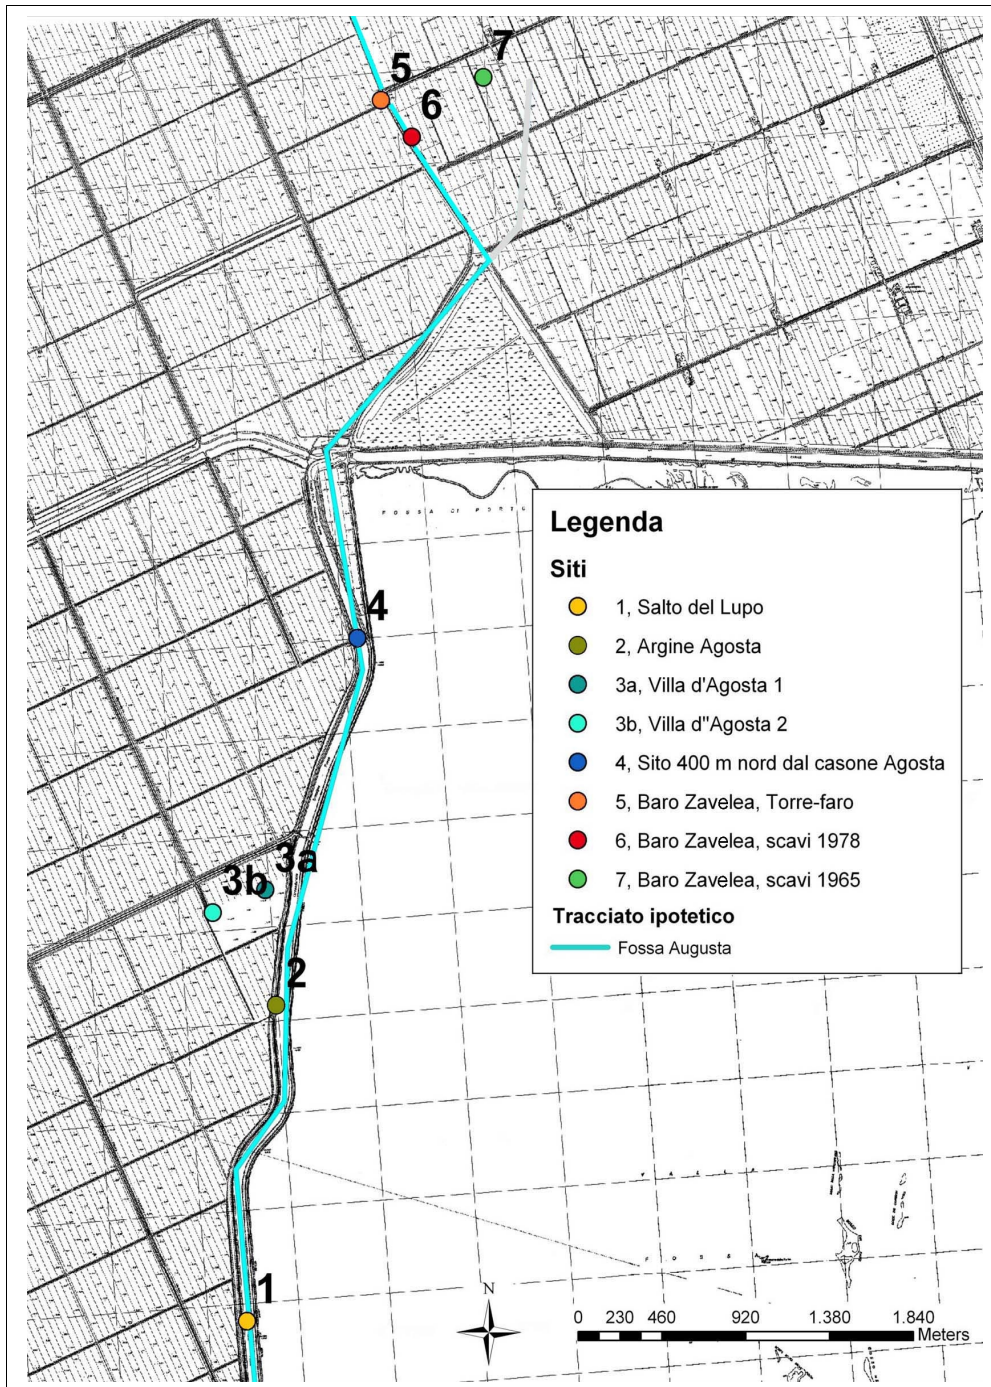 7
5
6
FOSSA DI PORTO
Legenda
Siti
4
1, Salto del Lupo
2, Argine Agosta
3a, Villa d'Agosta 1
3b, Villa d''Agosta 2
4, Sito 400 m nord dal casone Agosta
5, Baro Zavelea, Torre-faro
6, Baro Zavelea, scavi 1978
7, Baro Zavelea, scavi 1965
Tracciato ipotetico
Fossa Augusta
3a
3b
2
VALLE
FOSS
1
N
0 230 460 920 1.380 1.840
Meters